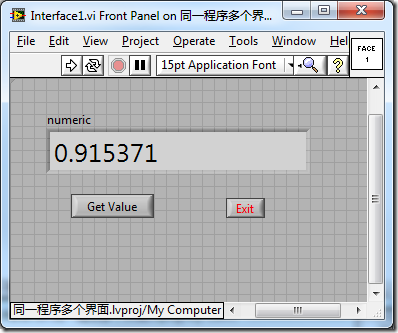 Interface1.vi Front Panel on 同一程序多个界...
File Edit View Project Operate Tools Window Hel
FACE
1
15pt Application Font
numeric
0.915371
Get Value
Exit
同一程序多个界面.lvproj/My Computer